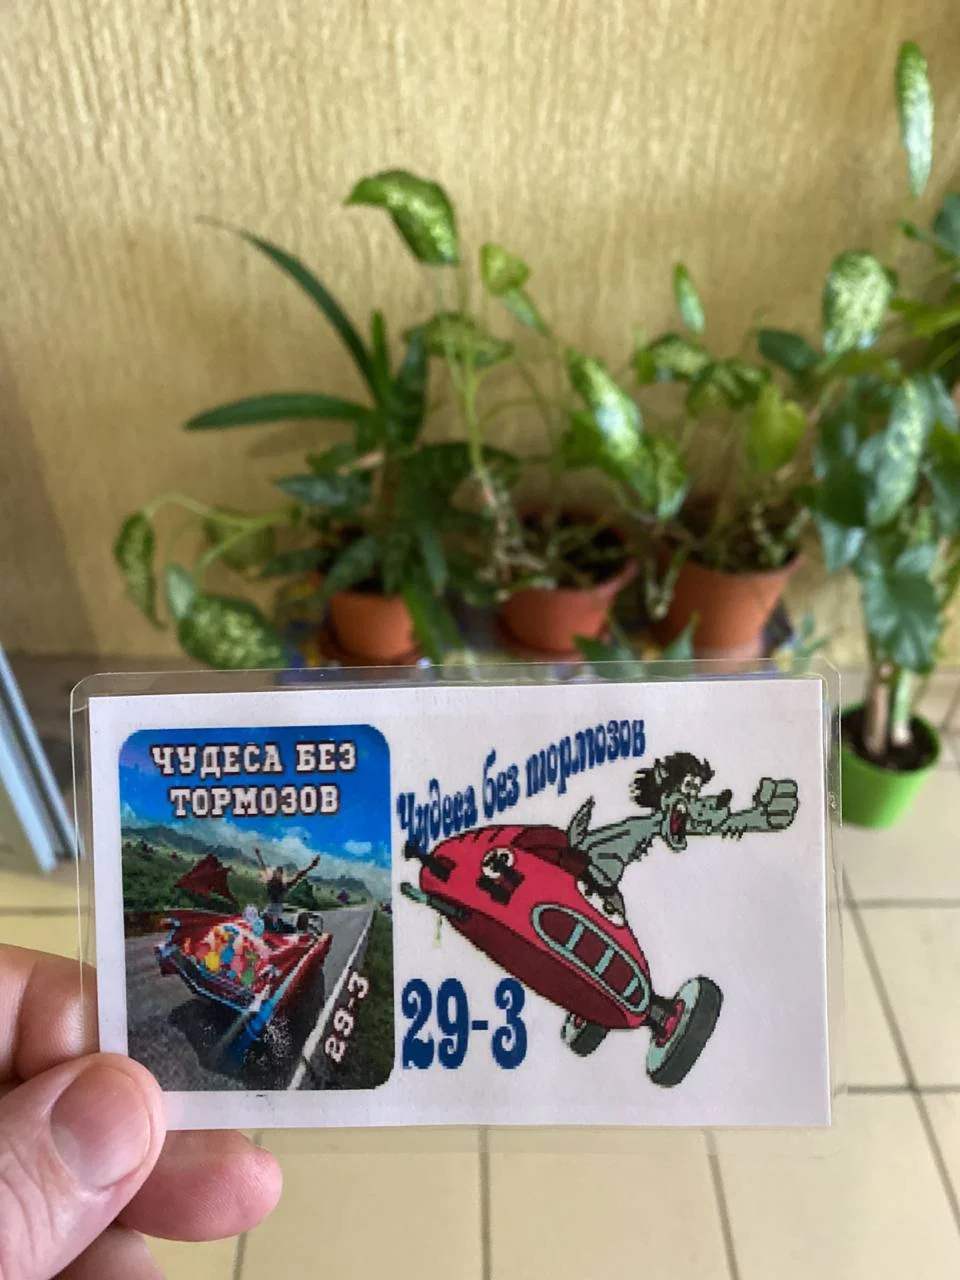 ЧУДЕСА БЕЗ
ТОРМОЗОВ
29-3
Чудеса без тормозов
29-3